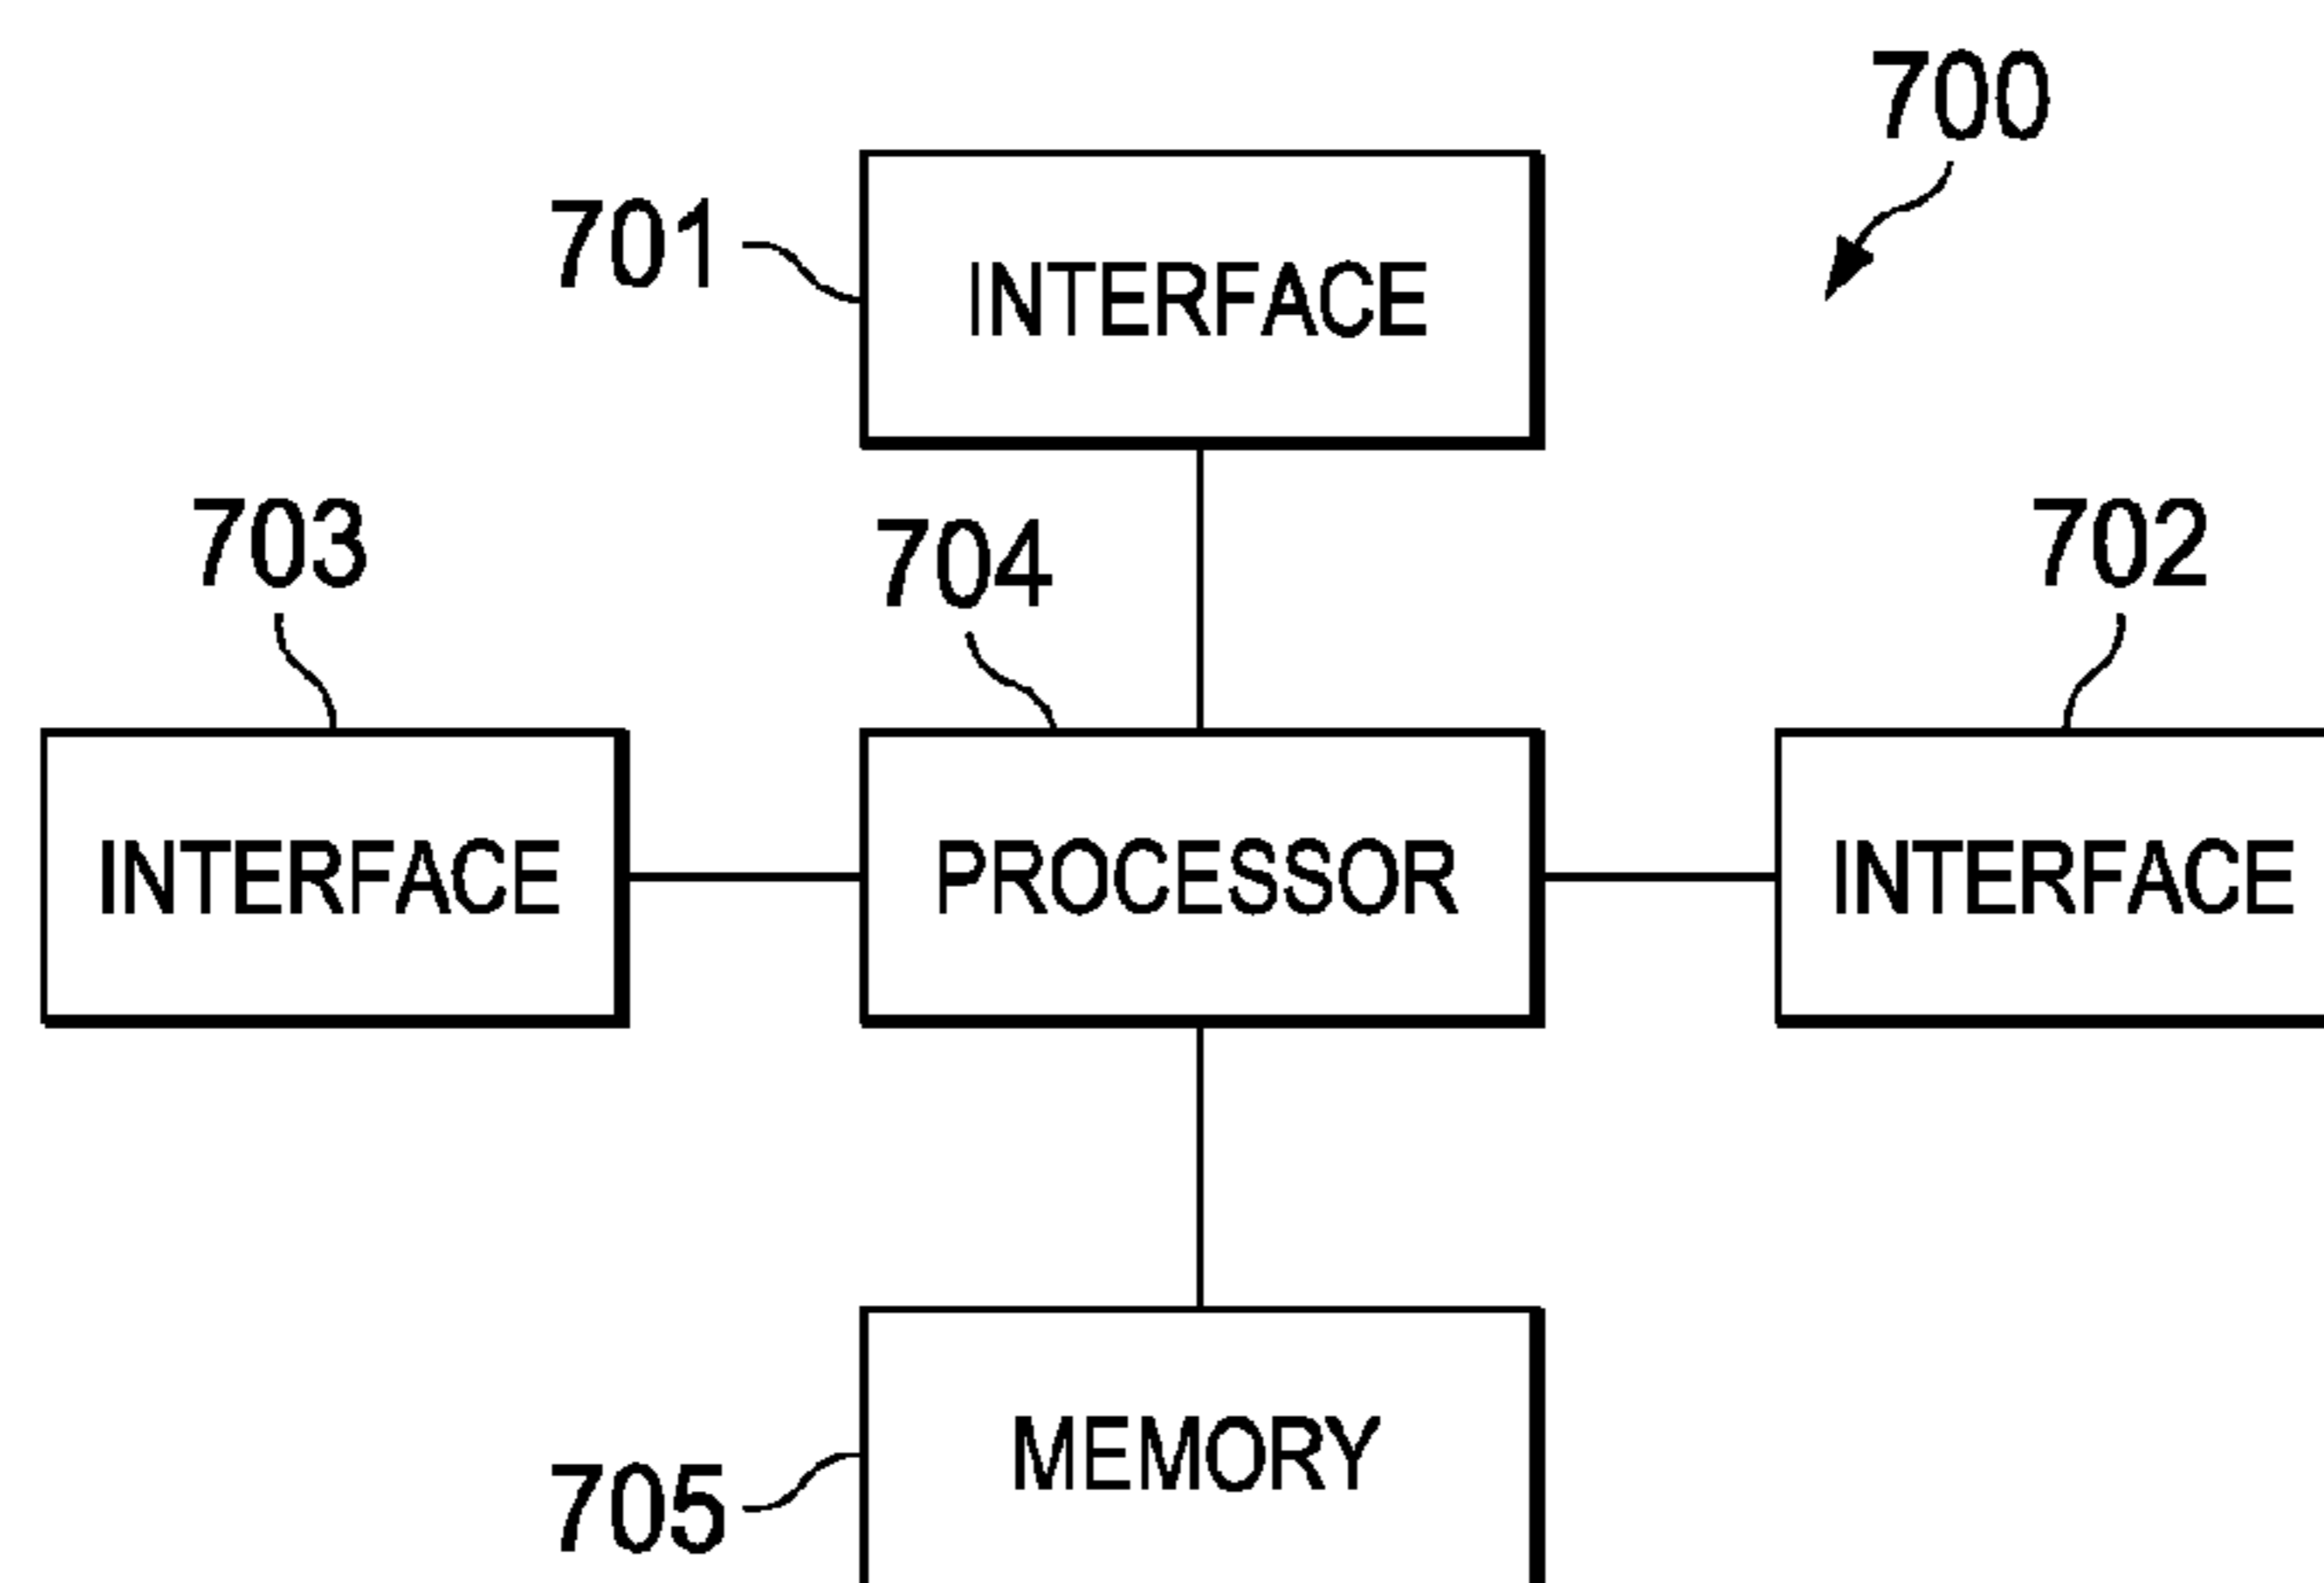 700
701
INTERFACE
703
704
702
INTERFACE
PROCESSOR
INTERFACE
MEMORY
705